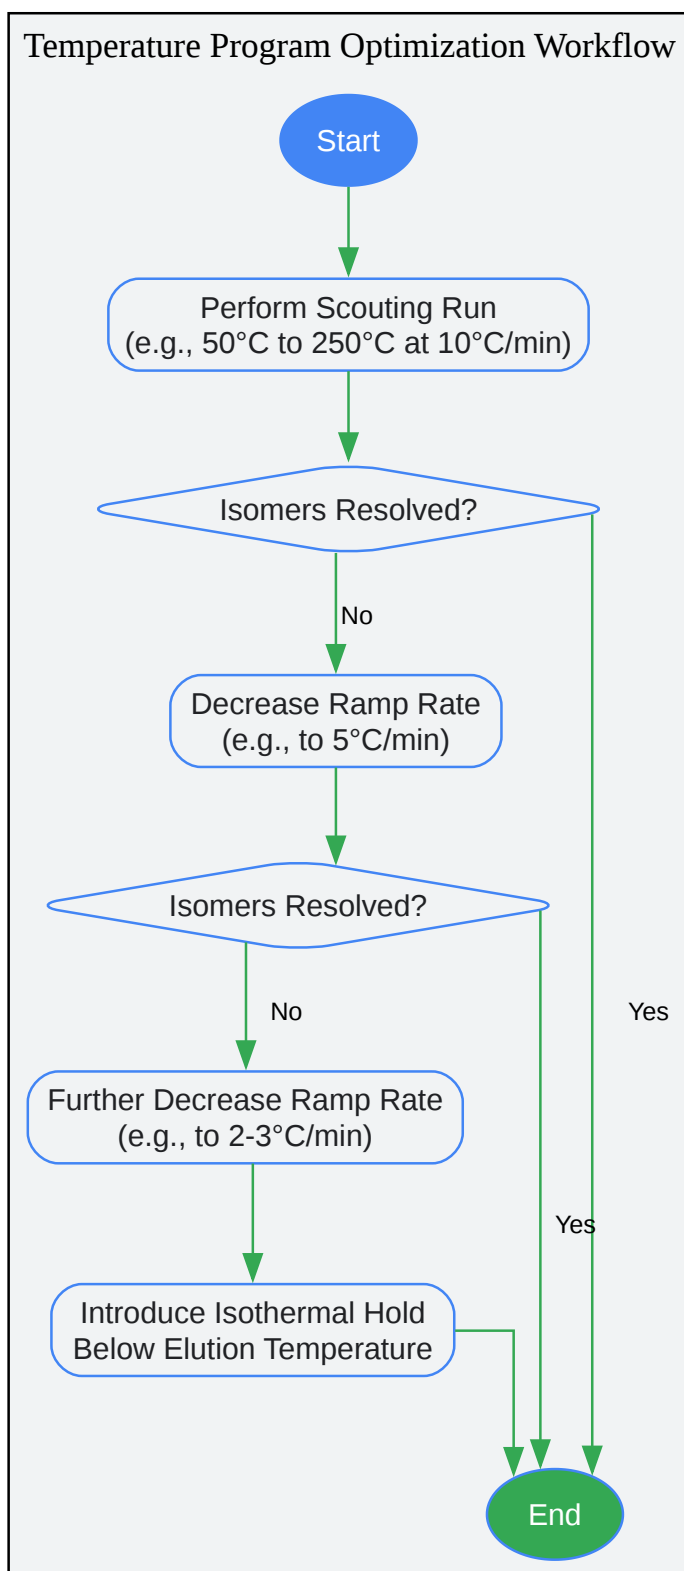 Temperature Program Optimization Workflow
Start
Perform Scouting Run
(e.g., 50°C to 250°C at 10°C/min)
Isomers Resolved?
No
Decrease Ramp Rate
(e.g., to 5°C/min)
Isomers Resolved?
No
Yes
Further Decrease Ramp Rate
(e.g., to 2-3°C/min)
Yes
Introduce Isothermal Hold
Below Elution Temperature
End